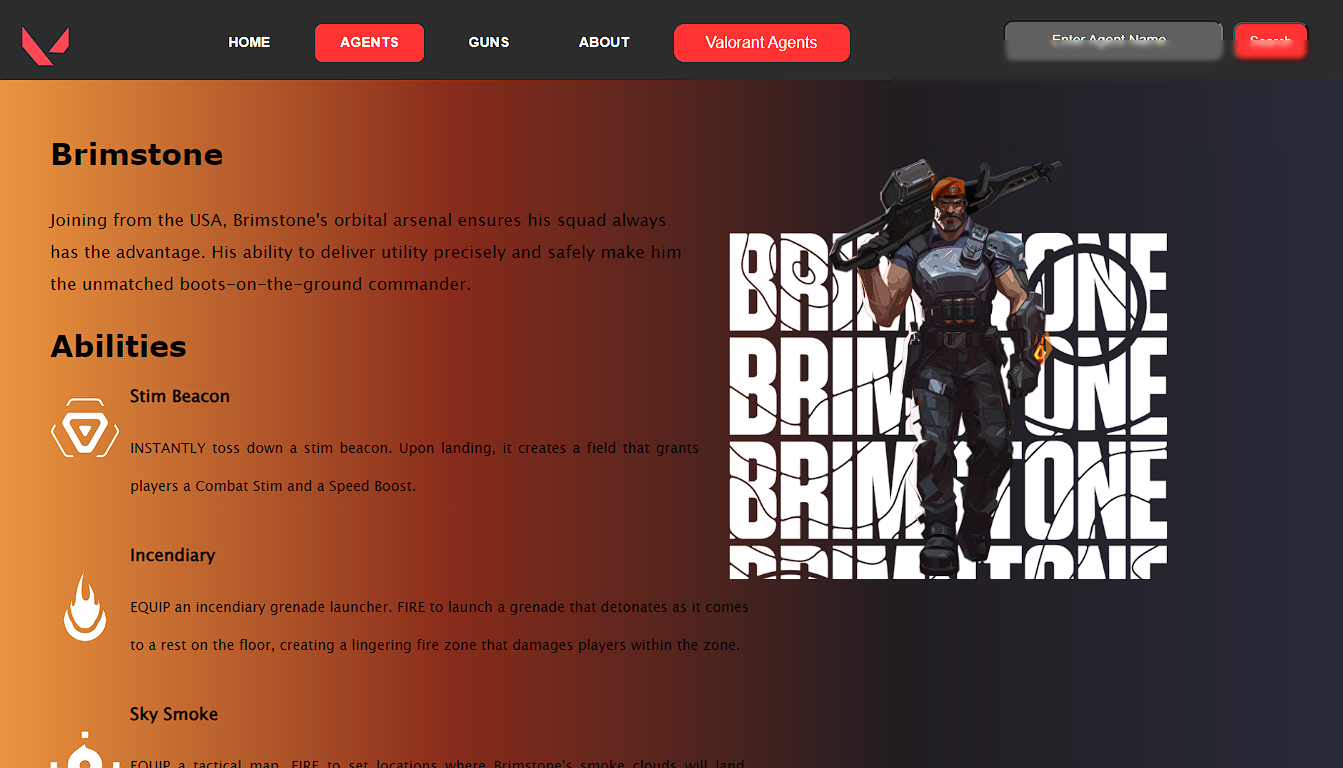 HOME AGENTS GUNS ABOUT Valorant Agents Enter Agent Name Search
Brimstone
Joining from the USA, Brimstone's orbital arsenal ensures his squad always
has the advantage. His ability to deliver utility precisely and safely make him
the unmatched boots-on-the-ground commander.
Abilities
Stim Beacon
INSTANTLY toss down a stim beacon. Upon landing, it creates a field that grants
players a Combat Stim and a Speed Boost.
Incendiary
EQUIP an incendiary grenade launcher. FIRE to launch a grenade that detonates as it comes
to a rest on the floor, creating a lingering fire zone that damages players within the zone.
Sky Smoke
EQUIP a tactical map. FIRE to set locations where Brimstone's smoke clouds will land.
BRIMSTONE
BRIMSTONE
BRIMSTONE
BRIMSTONE